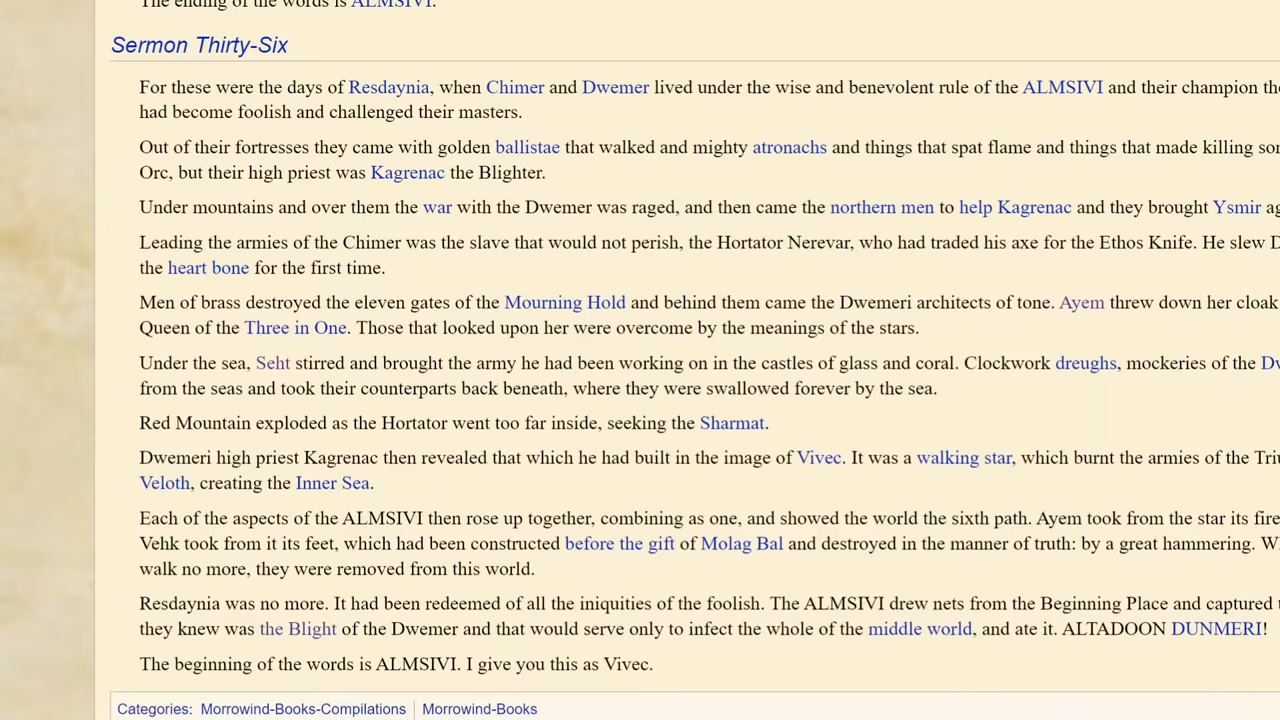 The ending of the words is ALMSIVI.
Sermon Thirty-Six
For these were the days of Resdaynia, when Chimer and Dwemer lived under the wise and benevolent rule of the ALMSIVI and their champion
had become foolish and challenged their masters.
Out of their fortresses they came with golden ballistae that walked and mighty atronachs and things that spat flame and things that made killing
Orc, but their high priest was Kagrenac the Blighter.
Under mountains and over them the war with the Dwemer was raged, and then came the northern men to help Kagrenac and they brought Ysmir
Leading the armies of the Chimer was the slave that would not perish, the Hortator Nerevar, who had traded his axe for the Ethos Knife. He slew
the heart bone for the first time.
Men of brass destroyed the eleven gates of the Mourning Hold and behind them came the Dwemeri architects of tone. Ayem threw down her cloak
Queen of the Three in One. Those that looked upon her were overcome by the meanings of the stars.
Under the sea, Seht stirred and brought the army he had been working on in the castles of glass and coral. Clockwork dreughs, mockeries of the
from the seas and took their counterparts back beneath, where they were swallowed forever by the sea.
Red Mountain exploded as the Hortator went too far inside, seeking the Sharmat.
Dwemeri high priest Kagrenac then revealed that which he had built in the image of Vivec. It was a walking star, which burnt the armies of the
Veloth, creating the Inner Sea.
Each of the aspects of the ALMSIVI then rose up together, combining as one, and showed the world the sixth path. Ayem took from the star its fire
Vehk took from it its feet, which had been constructed before the gift of Molag Bal and destroyed in the manner of truth: by a great hammering.
walk no more, they were removed from this world.
Resdaynia was no more. It had been redeemed of all the iniquities of the foolish. The ALMSIVI drew nets from the Beginning Place and captured
they knew was the Blight of the Dwemer and that would serve only to infect the whole of the middle world, and ate it. ALTADOON DUNMERI!
The beginning of the words is ALMSIVI. I give you this as Vivec.
Categories: Morrowind-Books-Compilations Morrowind-Books